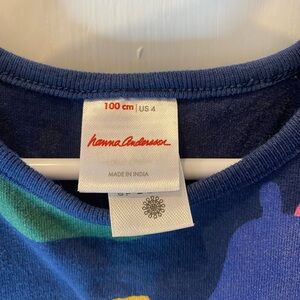 100 cm | US 4
hanna andersson
MADE IN INDIA